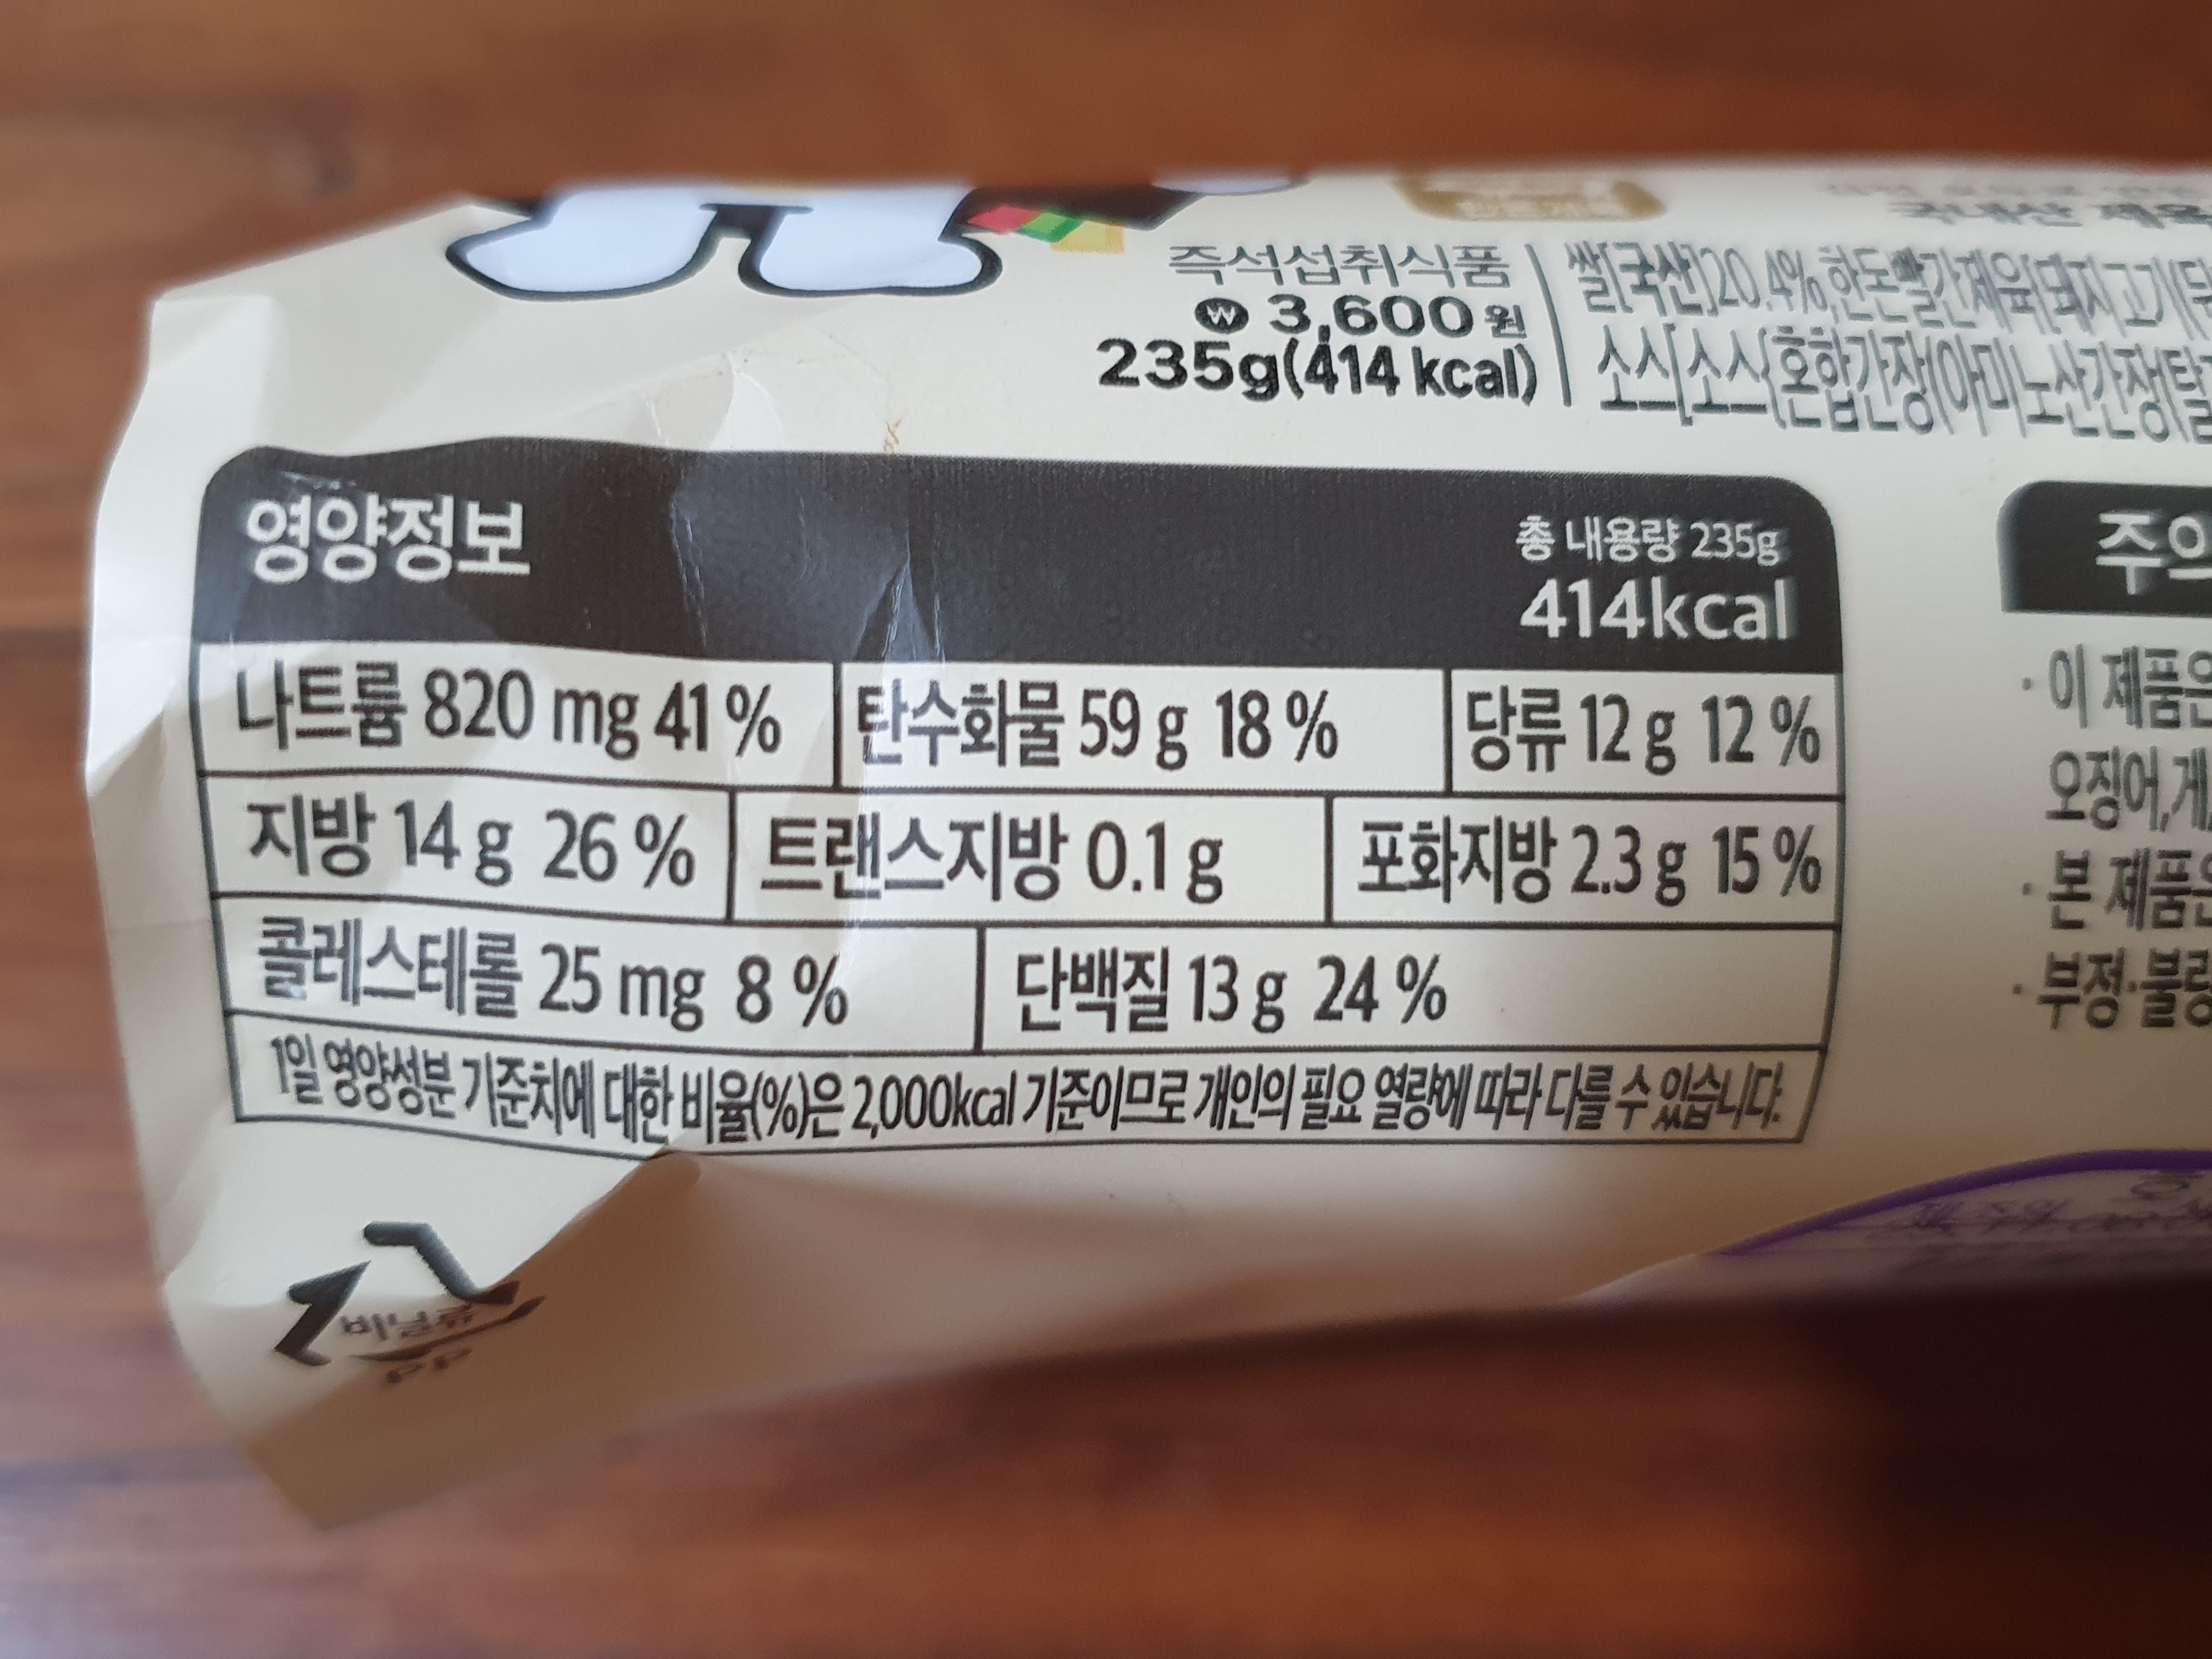 국내산 제육
즉석섭취식품
₩ 3,600원
235g(414 kcal)
쌀[국산]20.4%,한돈빨간제육[돼지고기
소시[소시{혼합간장(아미노산간장(탈
영양정보
총 내용량 235g
414kcal
나트륨 820 mg 41 % 탄수화물 59 g 18 % 당류 12 g 12 %
지방 14 g 26 % 트랜스지방 0.1 g 포화지방 2.3 g 15 %
콜레스테롤 25 mg 8 % 단백질 13 g 24 %
1일 영양성분 기준치에 대한 비율(%)은 2,000kcal 기준이므로 개인의 필요 열량에 따라 다를 수 있습니다.
주의
· 이 제품은
오징어,게,
· 본 제품은
· 부정·불량
비닐류
PP